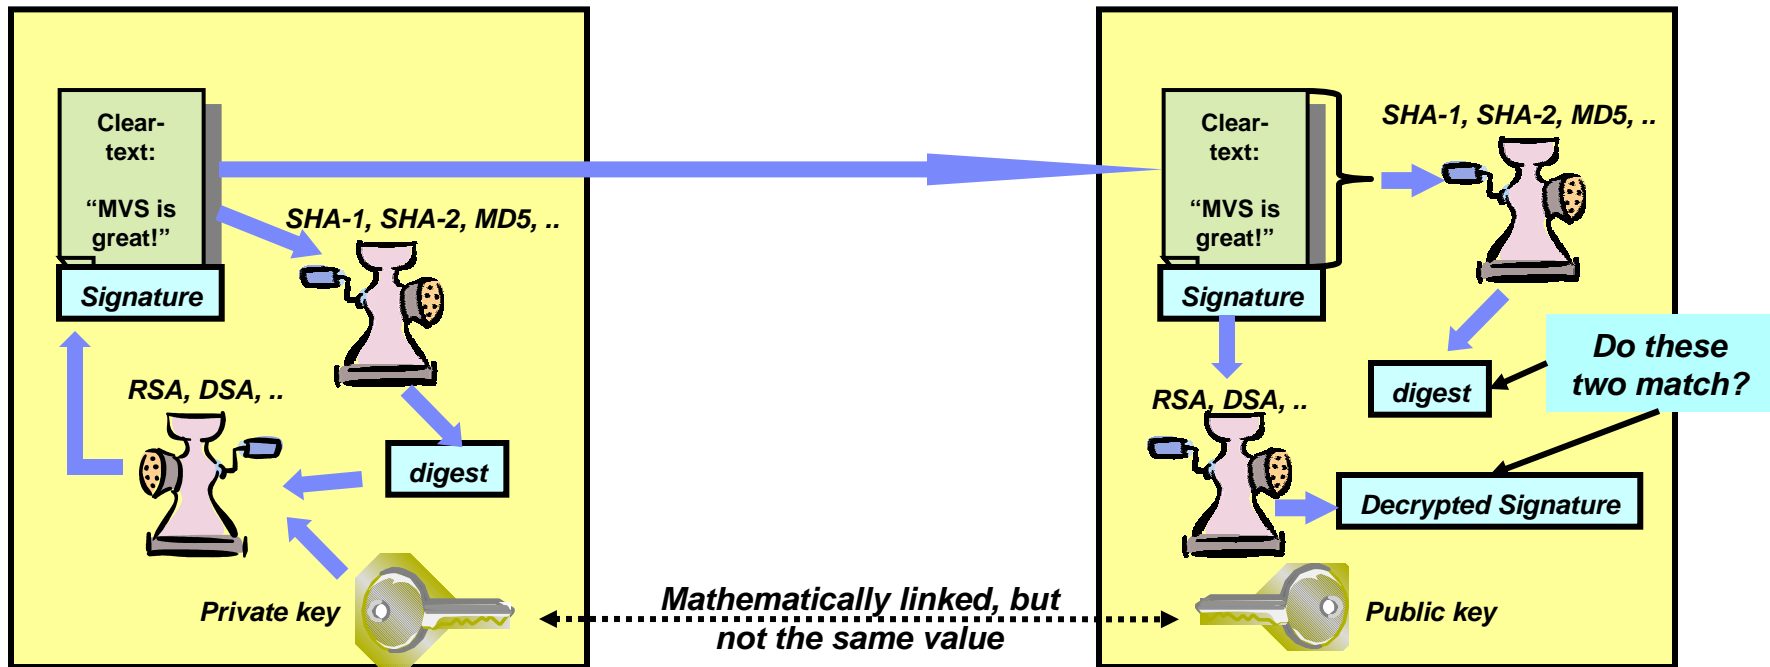 Clear-
text:
“MVS is
great!”
Signature
SHA-1, SHA-2, MD5, ..
RSA, DSA, ..
digest
Private key
Mathematically linked, but
not the same value
Clear-
text:
“MVS is
great!”
Signature
SHA-1, SHA-2, MD5, ..
digest
Do these
two match?
RSA, DSA, ..
Decrypted Signature
Public key